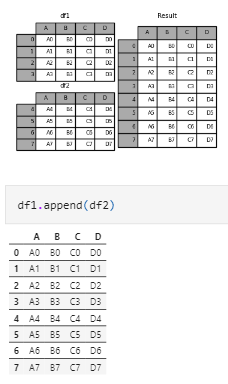 df1
A B C D
0 A0 B0 C0 D0
1 A1 B1 C1 D1
2 A2 B2 C2 D2
3 A3 B3 C3 D3
df2
A B C D
4 A4 B4 C4 D4
5 A5 B5 C5 D5
6 A6 B6 C6 D6
7 A7 B7 C7 D7
Result
A B C D
0 A0 B0 C0 D0
1 A1 B1 C1 D1
2 A2 B2 C2 D2
3 A3 B3 C3 D3
4 A4 B4 C4 D4
5 A5 B5 C5 D5
6 A6 B6 C6 D6
7 A7 B7 C7 D7
df1.append(df2)
A B C D
0 A0 B0 C0 D0
1 A1 B1 C1 D1
2 A2 B2 C2 D2
3 A3 B3 C3 D3
4 A4 B4 C4 D4
5 A5 B5 C5 D5
6 A6 B6 C6 D6
7 A7 B7 C7 D7